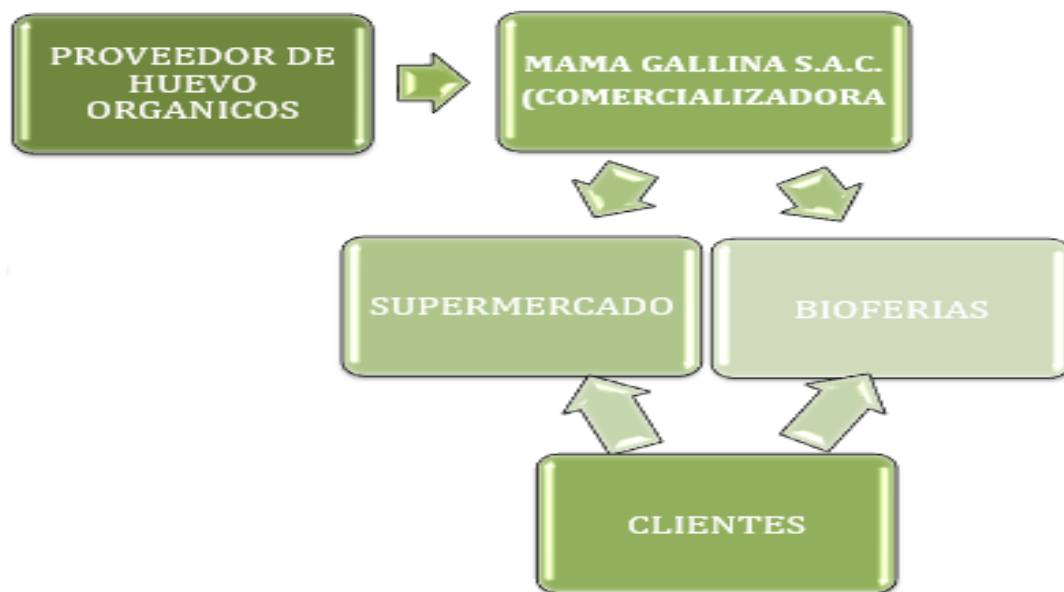 PROVEEDOR DE
HUEVO
ORGANICOS
MAMA GALLINA S.A.C.
(COMERCIALIZADORA
SUPERMERCADO
BIOFERIAS
CLIENTES